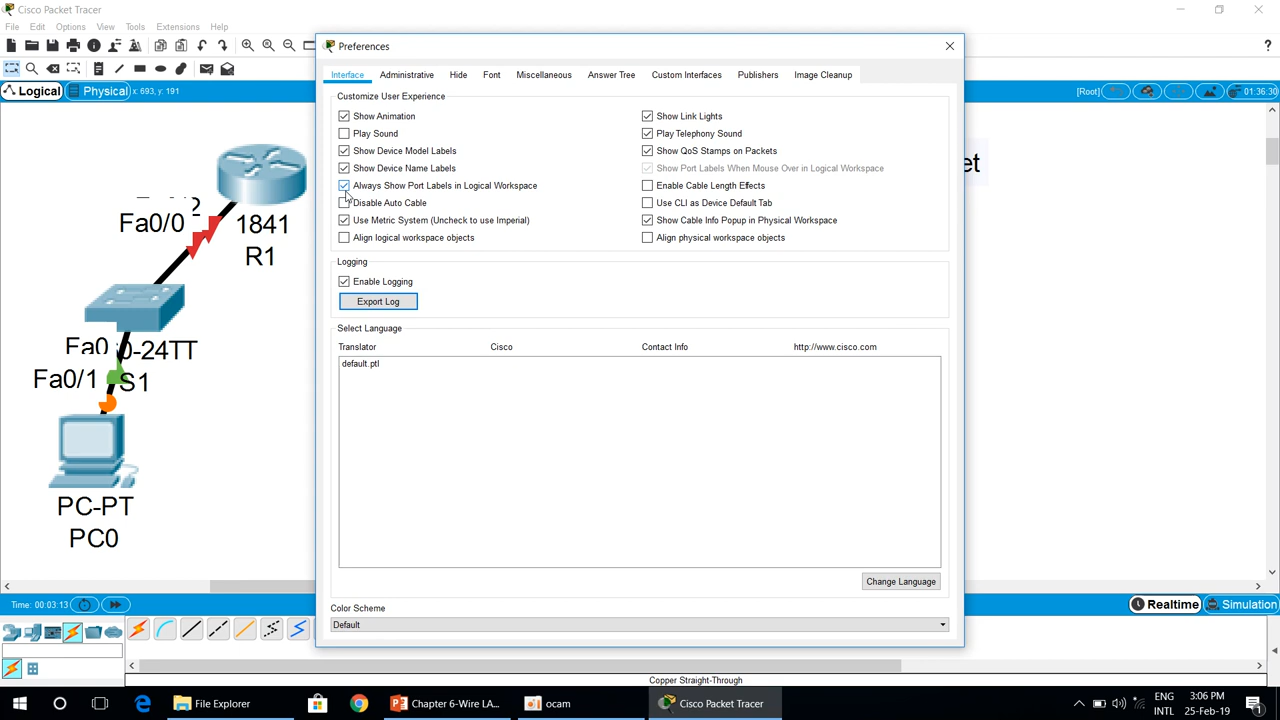 Cisco Packet Tracer
File Edit Options View Tools Extensions Help
Logical Physical x: 693, y: 191
[Root] 01:36:30
Preferences
Interface Administrative Hide Font Miscellaneous Answer Tree Custom Interfaces Publishers Image Cleanup
Customize User Experience
Show Animation
Play Sound
Show Device Model Labels
Show Device Name Labels
Always Show Port Labels in Logical Workspace
Disable Auto Cable
Use Metric System (Uncheck to use Imperial)
Align logical workspace objects
Show Link Lights
Play Telephony Sound
Show QoS Stamps on Packets
Show Port Labels When Mouse Over in Logical Workspace
Enable Cable Length Effects
Use CLI as Device Default Tab
Show Cable Info Popup in Physical Workspace
Align physical workspace objects
Logging
Enable Logging
Export Log
Select Language
Translator Cisco Contact Info http://www.cisco.com
default.ptl
Change Language
Color Scheme
Default
et
Fa0/0
1841
R1
Fa0
0-24TT
Fa0/1
S1
PC-PT
PC0
Time: 00:03:13
Realtime Simulation
Copper Straight-Through
File Explorer
Chapter 6-Wire LA...
ocam
Cisco Packet Tracer
ENG
INTL
3:06 PM
25-Feb-19
1